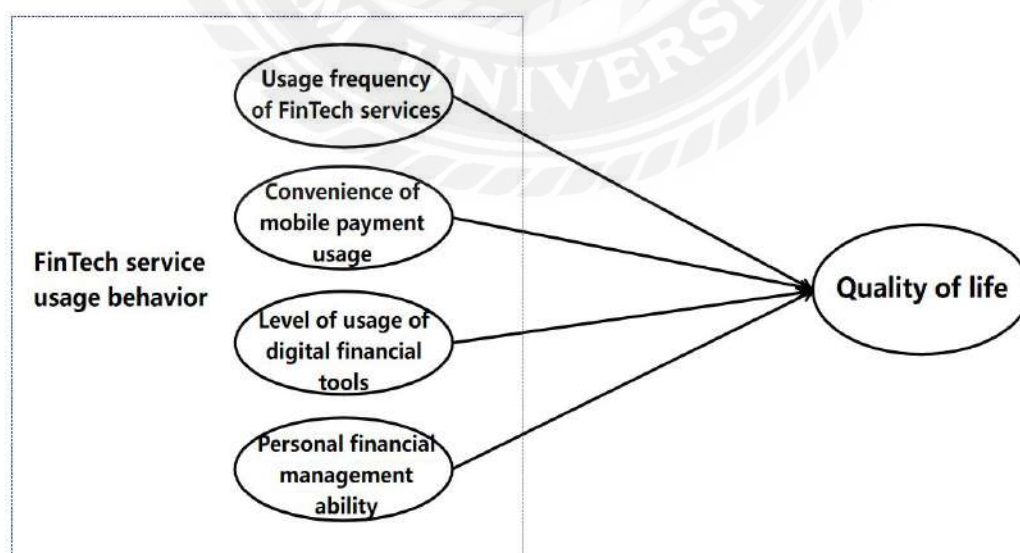 UNIVERSI
Usage frequency
of FinTech services
Convenience of
mobile payment
usage
FinTech service
usage behavior
Level of usage of
digital financial
tools
Personal financial
management
ability
Quality of life